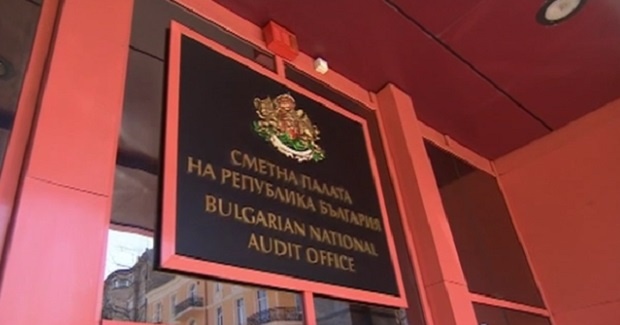 СМЕТНА ПАЛАТА
НА РЕПУБЛИКА БЪЛГАРИЯ
BULGARIAN NATIONAL
AUDIT OFFICE